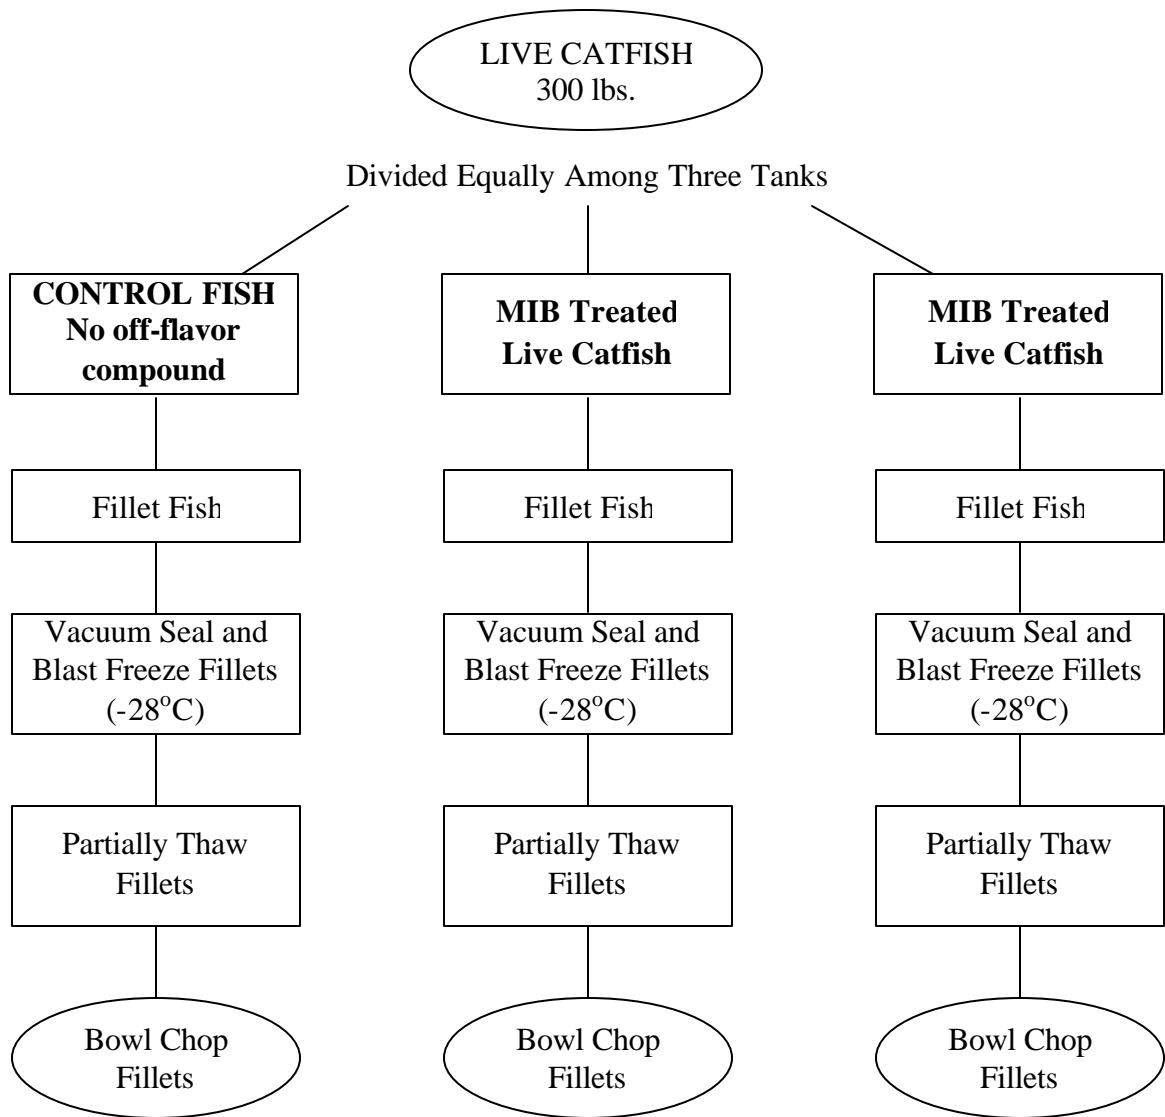 LIVE CATFISH
300 lbs.
Divided Equally Among Three Tanks
CONTROL FISH
No off-flavor
compound
MIB Treated
Live Catfish
MIB Treated
Live Catfish
Fillet Fish
Fillet Fish
Fillet Fish
Vacuum Seal and
Blast Freeze Fillets
(-28°C)
Vacuum Seal and
Blast Freeze Fillets
(-28°C)
Vacuum Seal and
Blast Freeze Fillets
(-28°C)
Partially Thaw
Fillets
Partially Thaw
Fillets
Partially Thaw
Fillets
Bowl Chop
Fillets
Bowl Chop
Fillets
Bowl Chop
Fillets